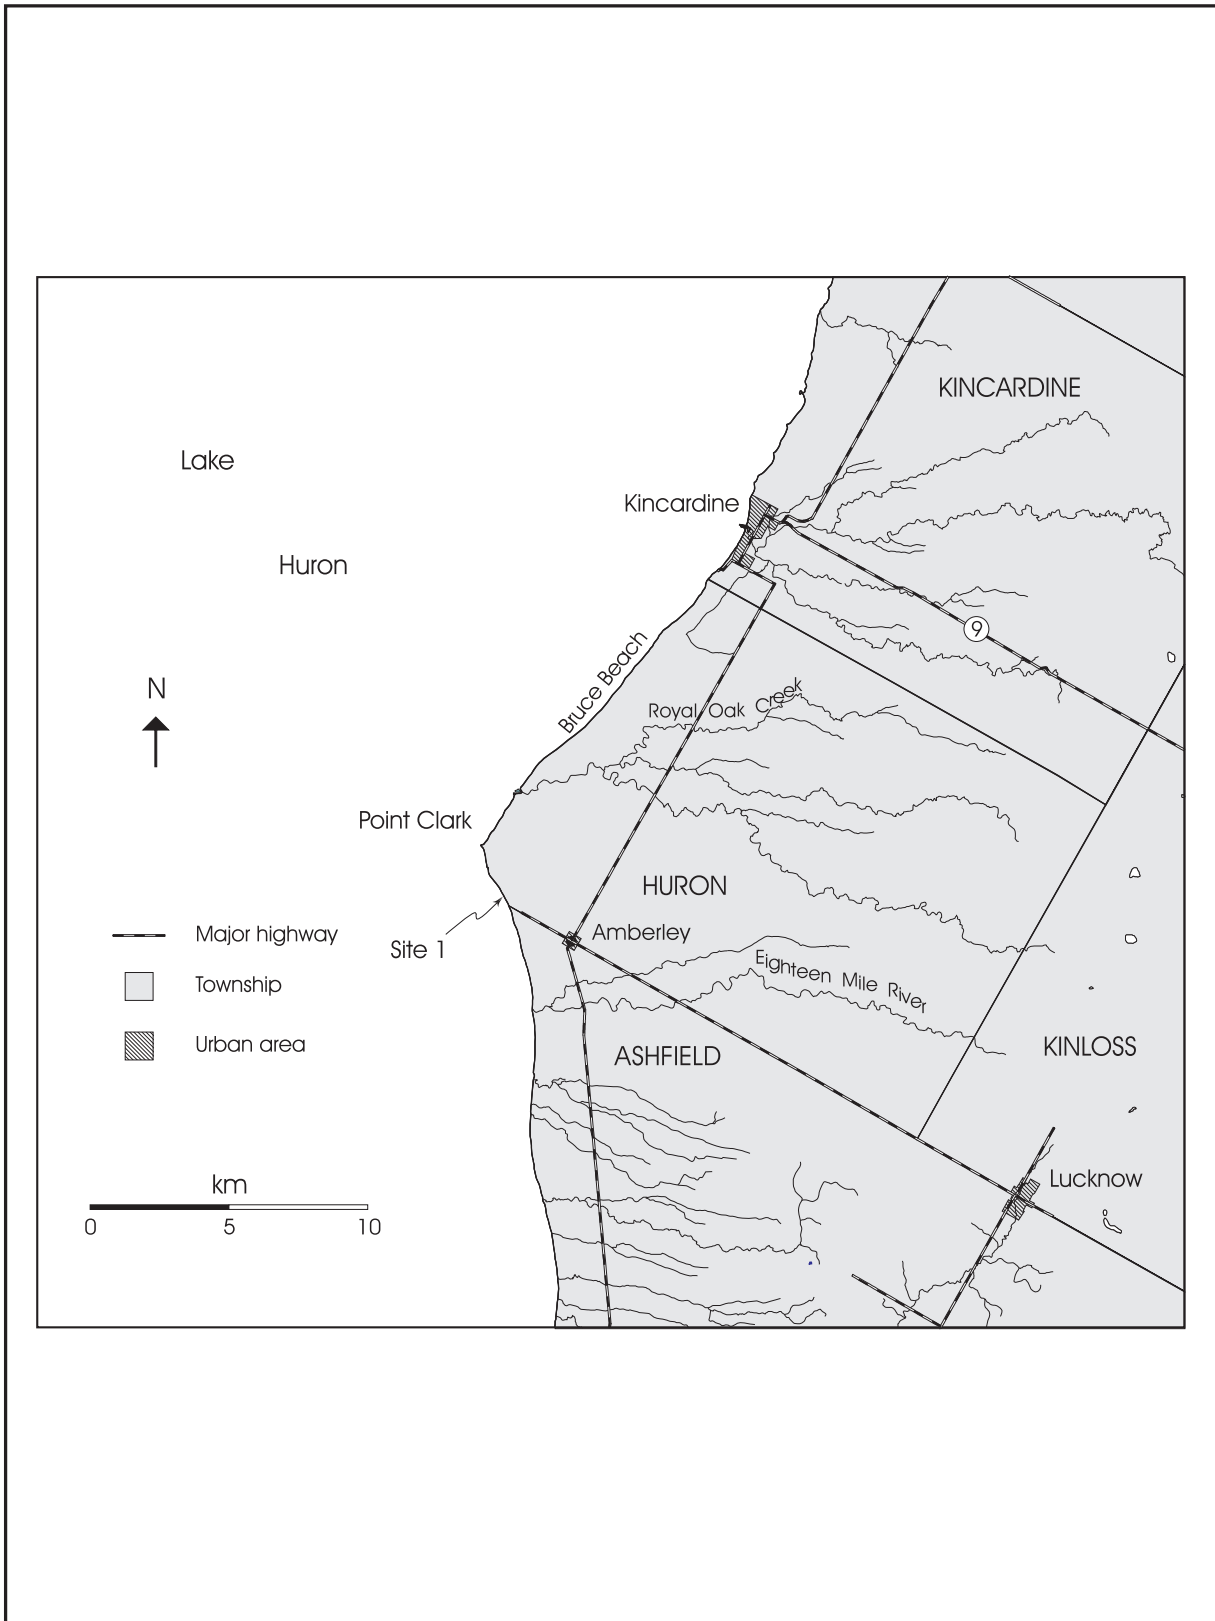 KINCARDINE
Lake
Kincardine
Huron
9
Bruce Beach
N
Royal Oak Creek
Point Clark
HURON
Major highway
Amberley
Site 1
Eighteen Mile River
Township
Urban area
ASHFIELD
KINLOSS
Lucknow
km
0 5 10